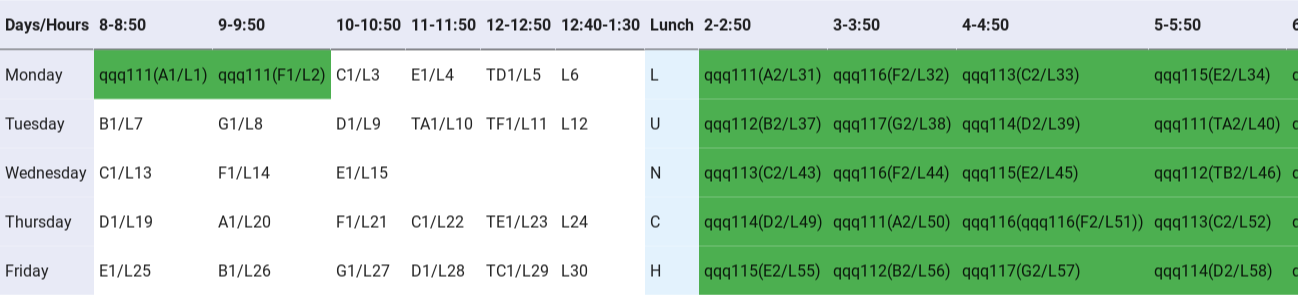 Days/Hours 8-8:50 9-9:50 10-10:50 11-11:50 12-12:50 12:40-1:30 Lunch 2-2:50 3-3:50 4-4:50 5-5:50
Monday qqq111(A1/L1) qqq111(F1/L2) C1/L3 E1/L4 TD1/L5 L6 L qqq111(A2/L31) qqq116(F2/L32) qqq113(C2/L33) qqq115(E2/L34)
Tuesday B1/L7 G1/L8 D1/L9 TA1/L10 TF1/L11 L12 U qqq112(B2/L37) qqq117(G2/L38) qqq114(D2/L39) qqq111(TA2/L40)
Wednesday C1/L13 F1/L14 E1/L15 N qqq113(C2/L43) qqq116(F2/L44) qqq115(E2/L45) qqq112(TB2/L46)
Thursday D1/L19 A1/L20 F1/L21 C1/L22 TE1/L23 L24 C qqq114(D2/L49) qqq111(A2/L50) qqq116(qqq116(F2/L51)) qqq113(C2/L52)
Friday E1/L25 B1/L26 G1/L27 D1/L28 TC1/L29 L30 H qqq115(E2/L55) qqq112(B2/L56) qqq117(G2/L57) qqq114(D2/L58)